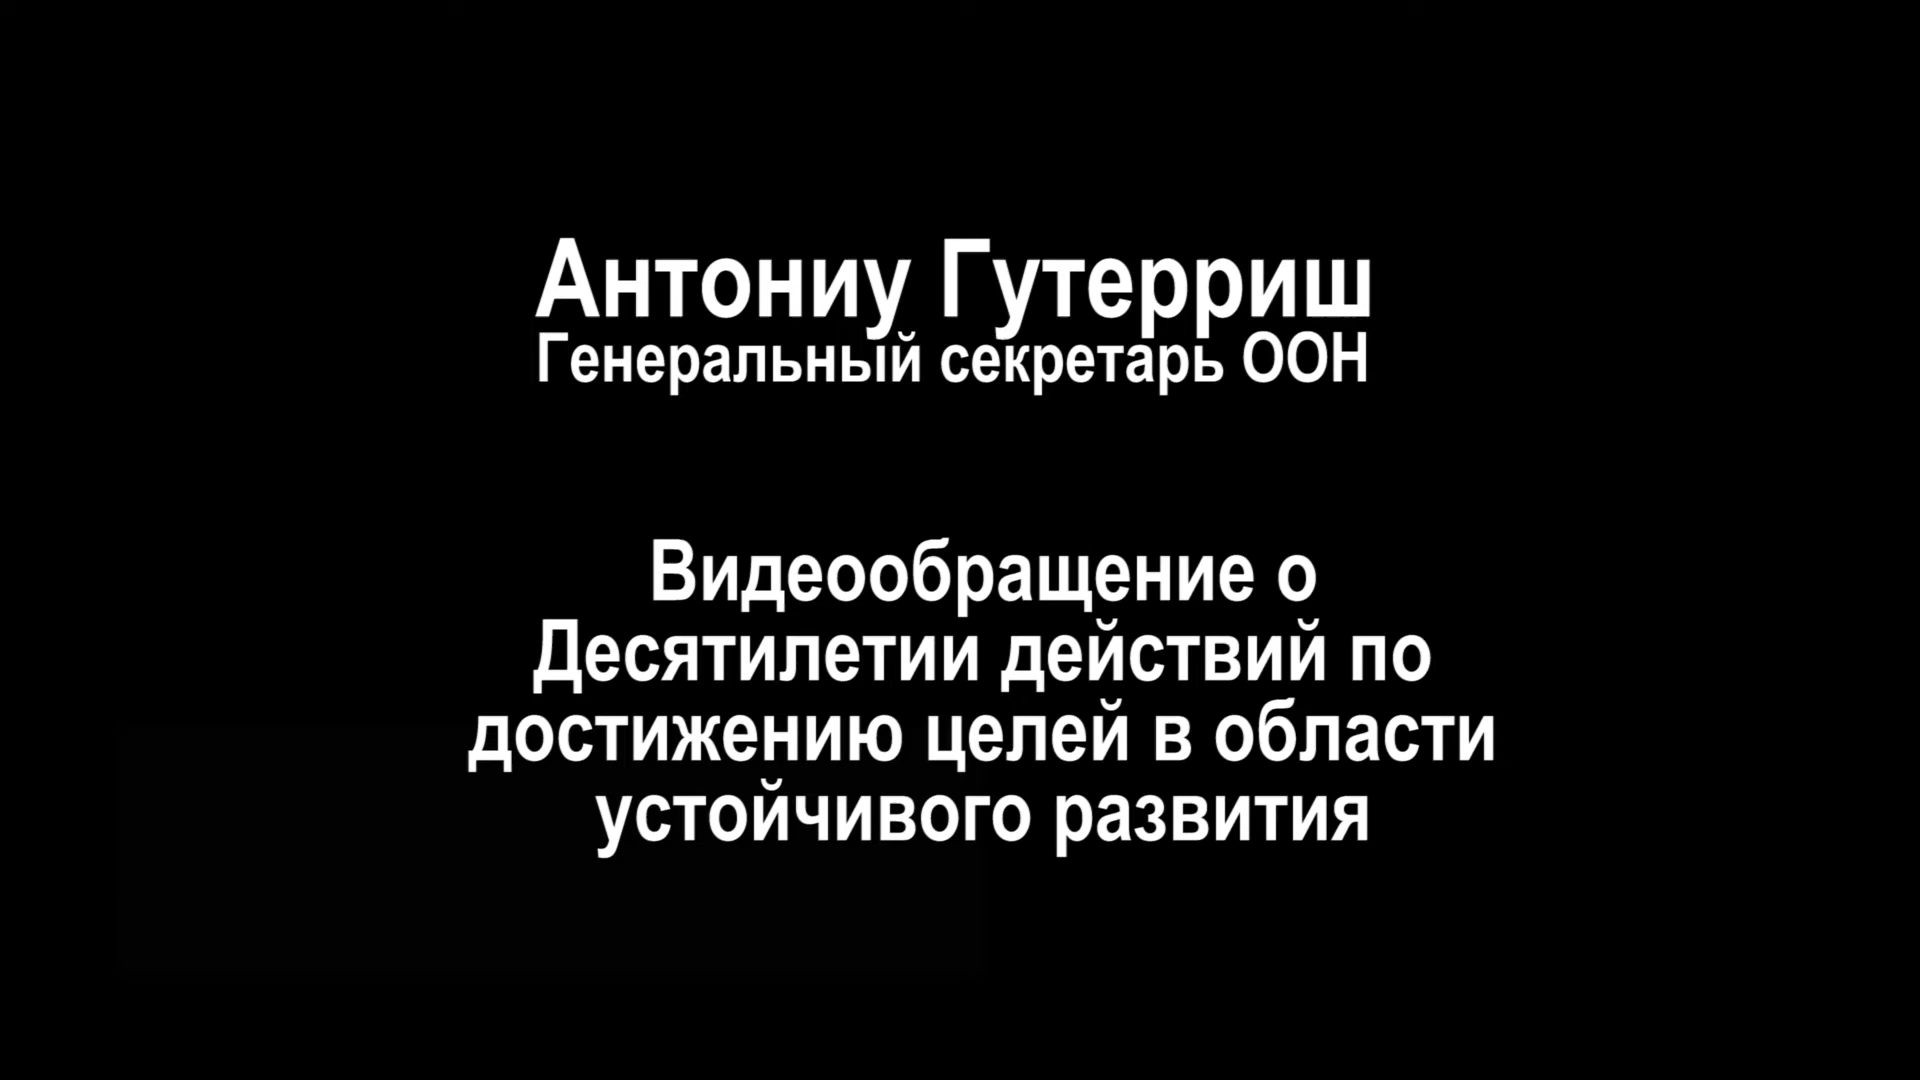 Антониу Гутерриш
Генеральный секретарь ООН
Видеообращение о
Десятилетии действий по
достижению целей в области
устойчивого развития